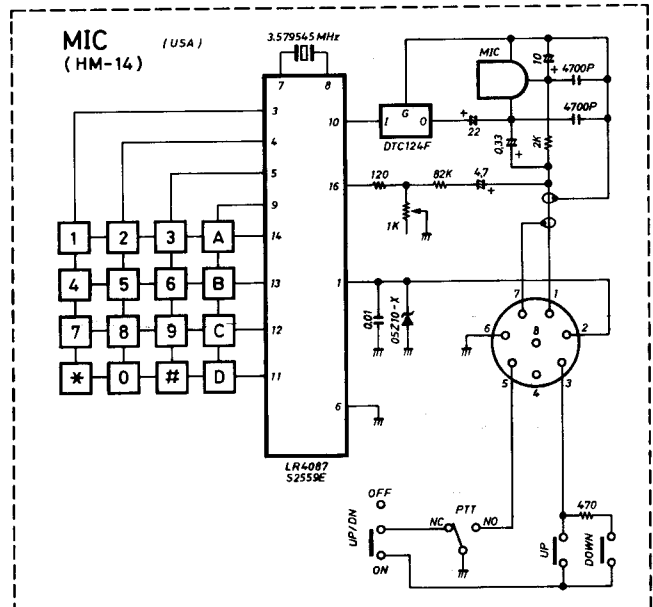 MIC (USA)
(HM-14)
3.579545 MHz
7 8
MIC
10
4700P
4700P
3
4
5
9
14
13
12
11
10
16
1
6
I G O
DTC124F
22
0.33
2K
120
82K
4.7
1K
1 2 3 A
4 5 6 B
7 8 9 C
* 0 # D
0.01
05Z10-X
7 1
6 8 2
5 4 3
LR4087
S2559E
OFF
UP/DN
ON
NC PTT NO
470
UP
DOWN